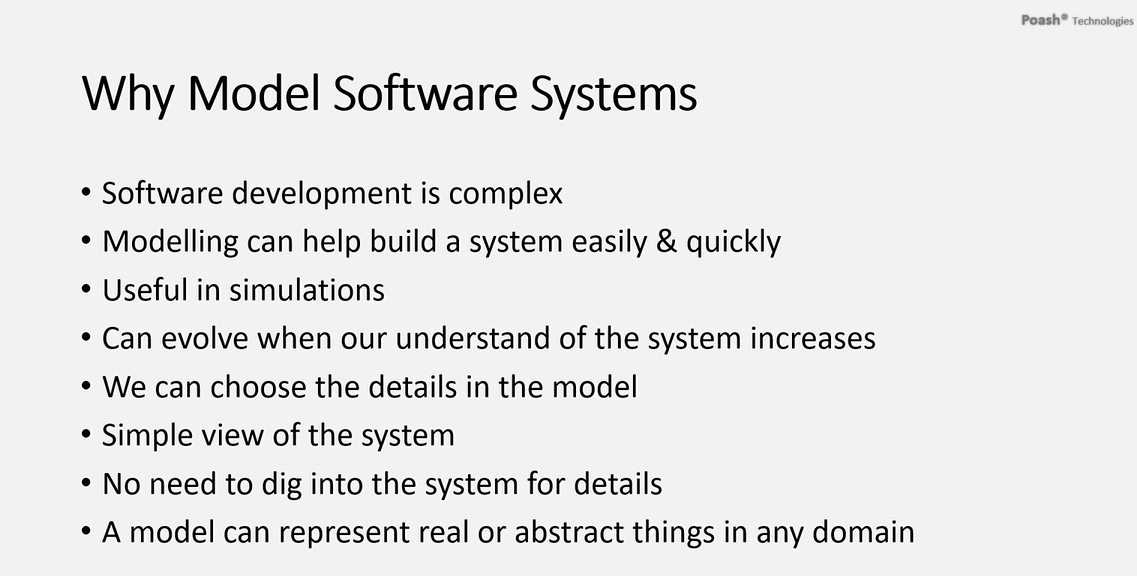 Poash® Technologies
Why Model Software Systems
• Software development is complex
• Modelling can help build a system easily & quickly
• Useful in simulations
• Can evolve when our understand of the system increases
• We can choose the details in the model
• Simple view of the system
• No need to dig into the system for details
• A model can represent real or abstract things in any domain